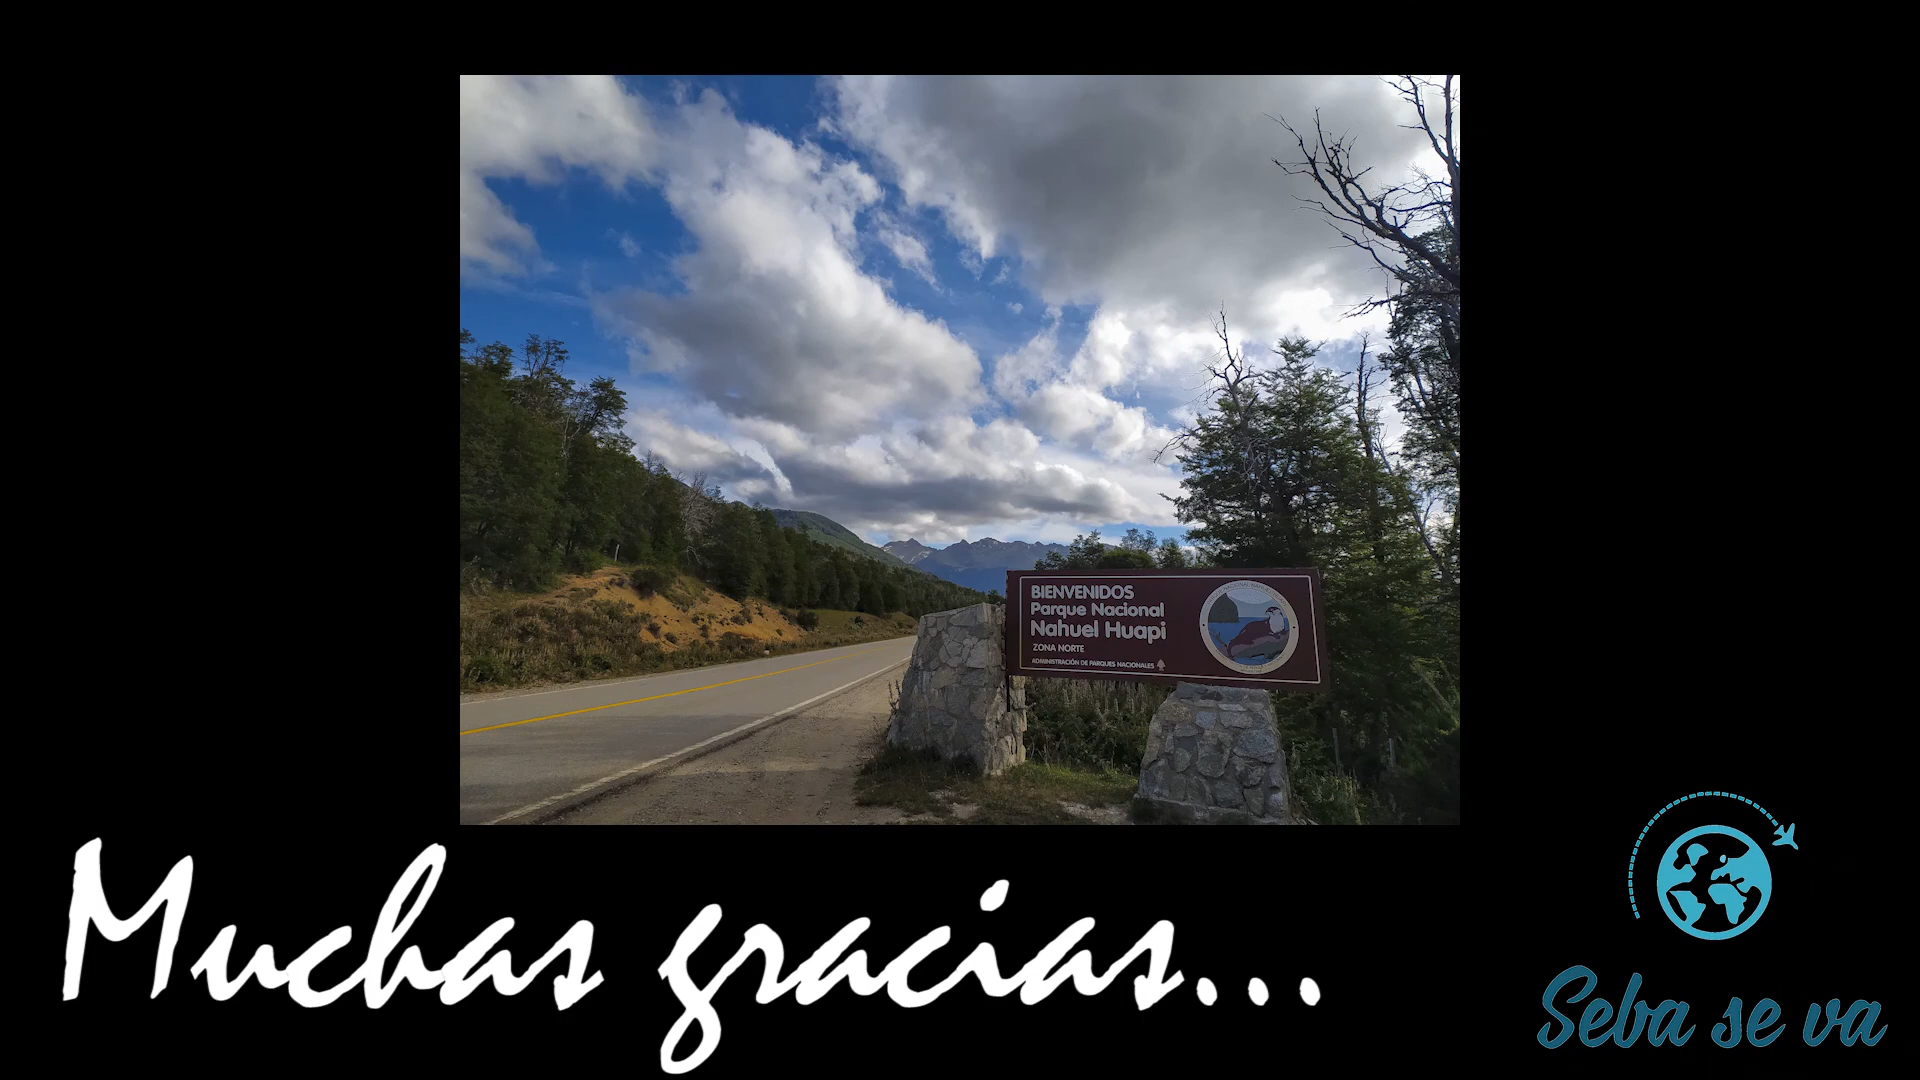 BIENVENIDOS
Parque Nacional
Nahuel Huapi
ZONA NORTE
ADMINISTRACIÓN DE PARQUES NACIONALES
Muchas gracias...
Seba se va